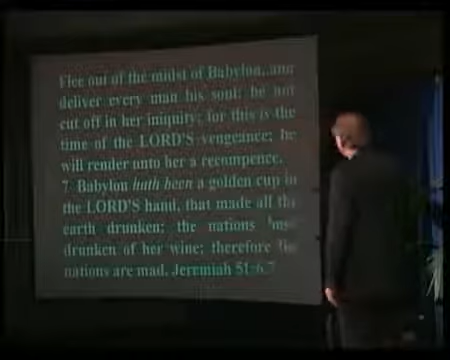 Flee out of the midst of Babylon, and
deliver every man his soul: be not
cut off in her iniquity; for this is the
time of the LORD'S vengeance; he
will render unto her a recompence.
7 Babylon hath been a golden cup in
the LORD'S hand, that made all the
earth drunken: the nations
drunken of her wine; therefore the
nations are mad. Jeremiah 51:6,7